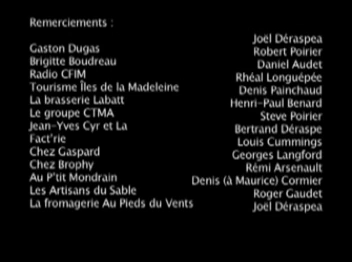 Remerciements :
Gaston Dugas
Brigitte Boudreau
Radio CFIM
Tourisme Îles de la Madeleine
La brasserie Labatt
Le groupe CTMA
Jean-Yves Cyr et La
Fact'rie
Chez Gaspard
Chez Brophy
Au P'tit Mondrain
Les Artisans du Sable
La fromagerie Au Pieds du Vents
Joël Déraspea
Robert Poirier
Daniel Audet
Rhéal Longuépée
Denis Painchaud
Henri-Paul Benard
Steve Poirier
Bertrand Déraspe
Louis Cummings
Georges Langford
Rémi Arsenault
Denis (à Maurice) Cormier
Roger Gaudet
Joël Déraspea